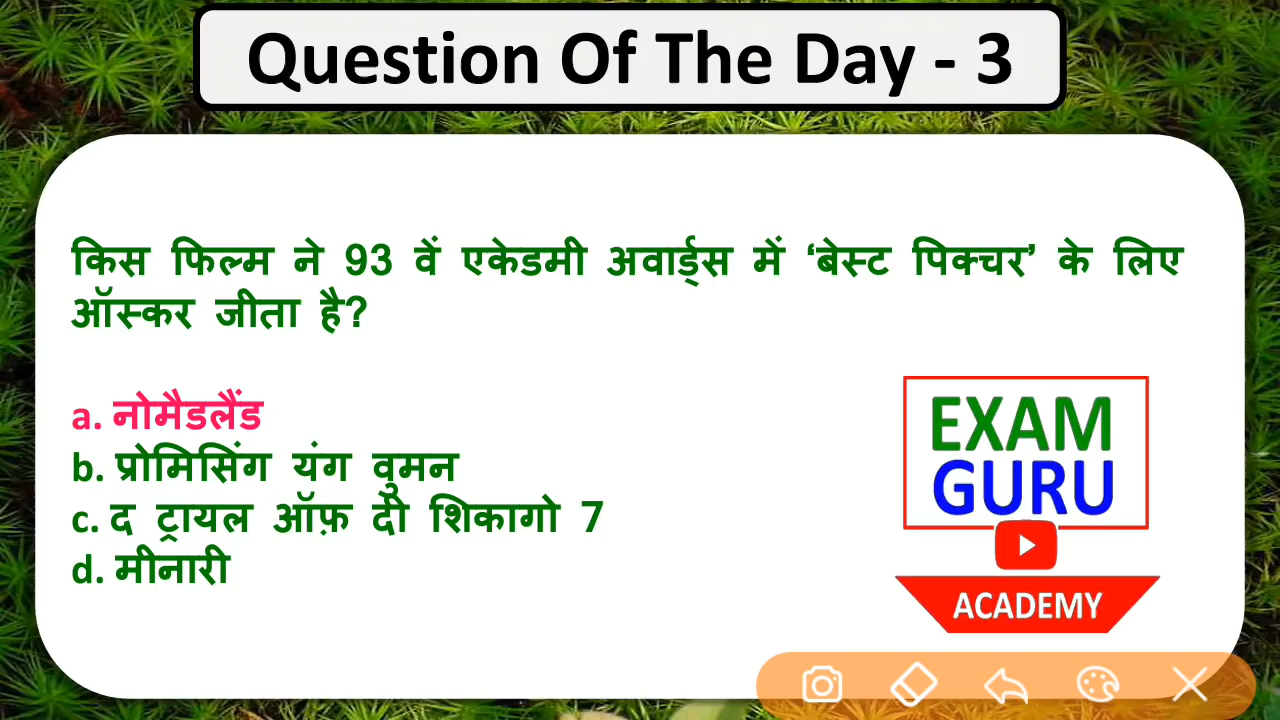 Question Of The Day - 3
किस फिल्म ने 93 वें एकेडमी अवार्ड्स में ‘बेस्ट पिक्चर’ के लिए
ऑस्कर जीता है?
a. नोमैडलैंड
b. प्रोमिसिंग यंग वुमन
c. द ट्रायल ऑफ़ दी शिकागो 7
d. मीनारी
EXAM
GURU
ACADEMY